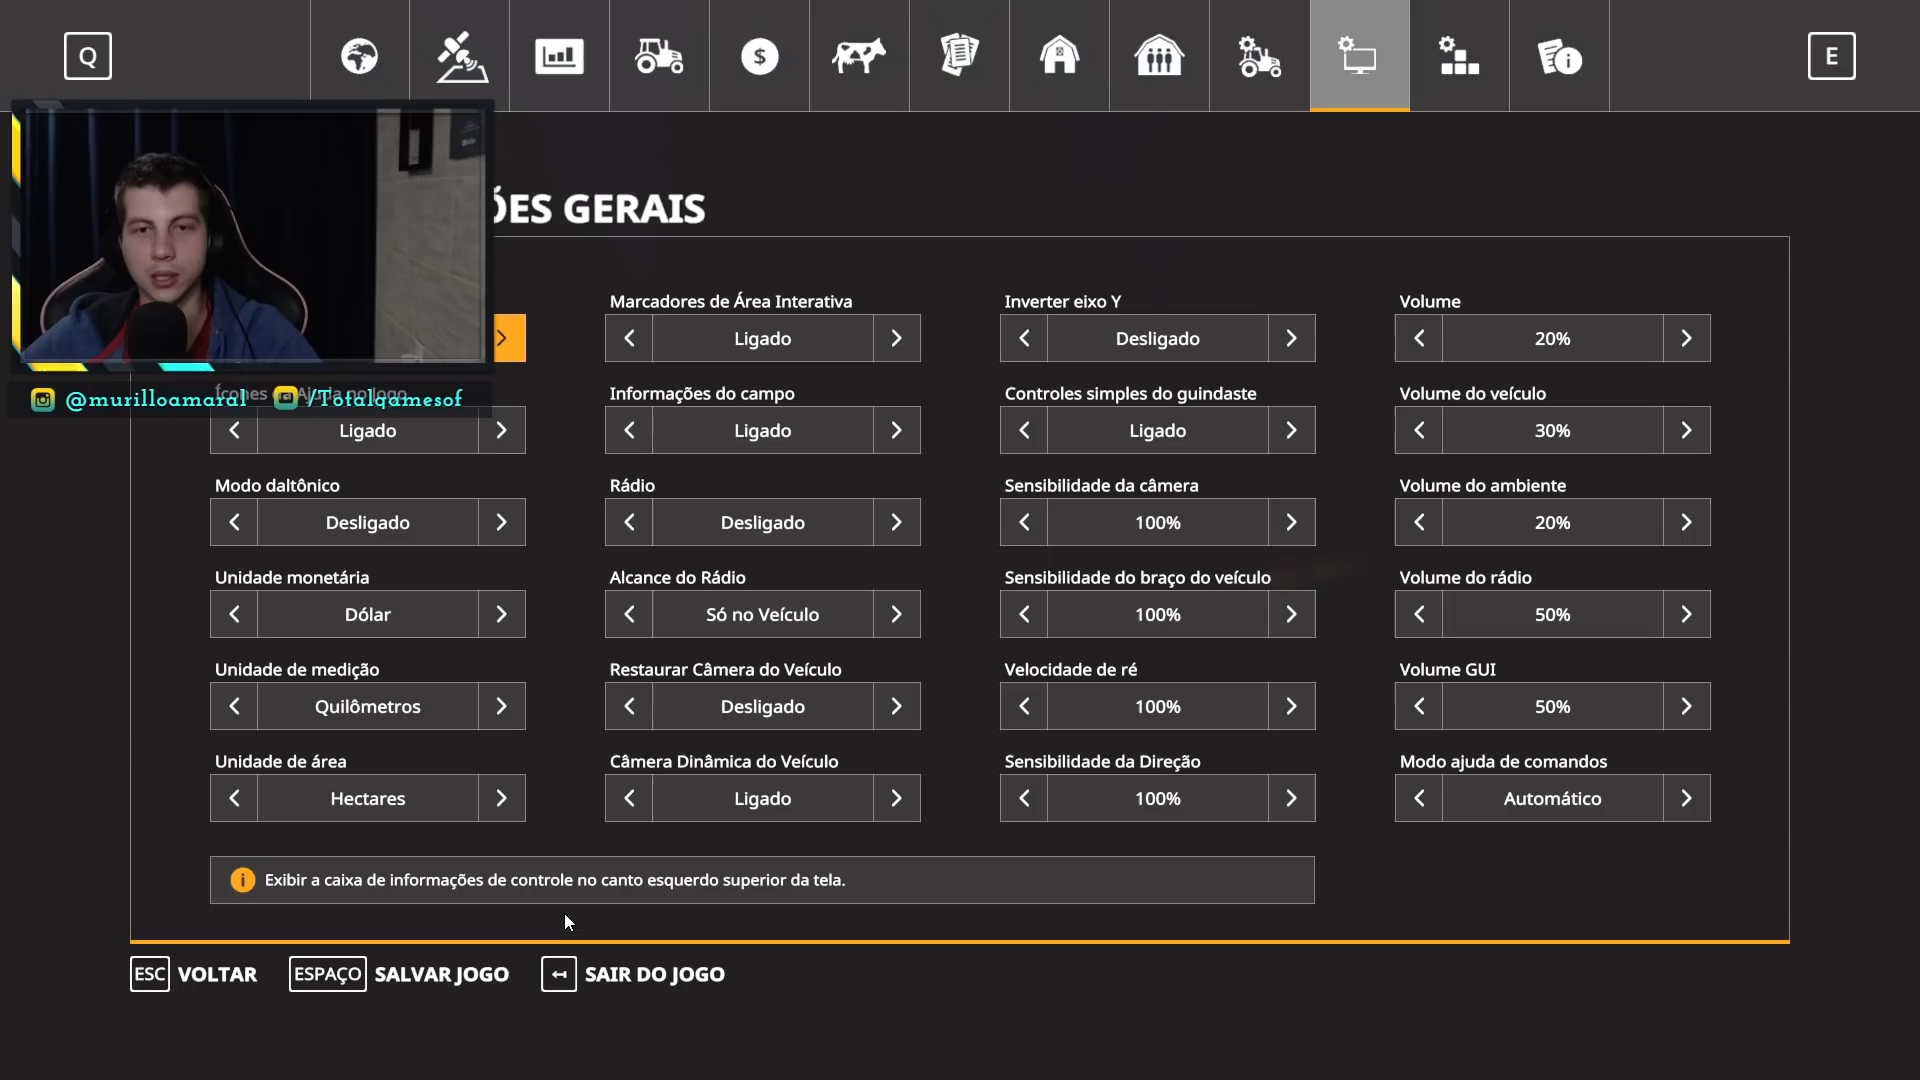 Q
E
ÕES GERAIS
@murilloamaral /Totalgamesof
Ícones da Ajuda no Jogo
Ligado
Modo daltônico
Desligado
Unidade monetária
Dólar
Unidade de medição
Quilômetros
Unidade de área
Hectares
Marcadores de Área Interativa
Ligado
Informações do campo
Ligado
Rádio
Desligado
Alcance do Rádio
Só no Veículo
Restaurar Câmera do Veículo
Desligado
Câmera Dinâmica do Veículo
Ligado
Inverter eixo Y
Desligado
Controles simples do guindaste
Ligado
Sensibilidade da câmera
100%
Sensibilidade do braço do veículo
100%
Velocidade de ré
100%
Sensibilidade da Direção
100%
Volume
20%
Volume do veículo
30%
Volume do ambiente
20%
Volume do rádio
50%
Volume GUI
50%
Modo ajuda de comandos
Automático
Exibir a caixa de informações de controle no canto esquerdo superior da tela.
ESC VOLTAR ESPAÇO SALVAR JOGO SAIR DO JOGO